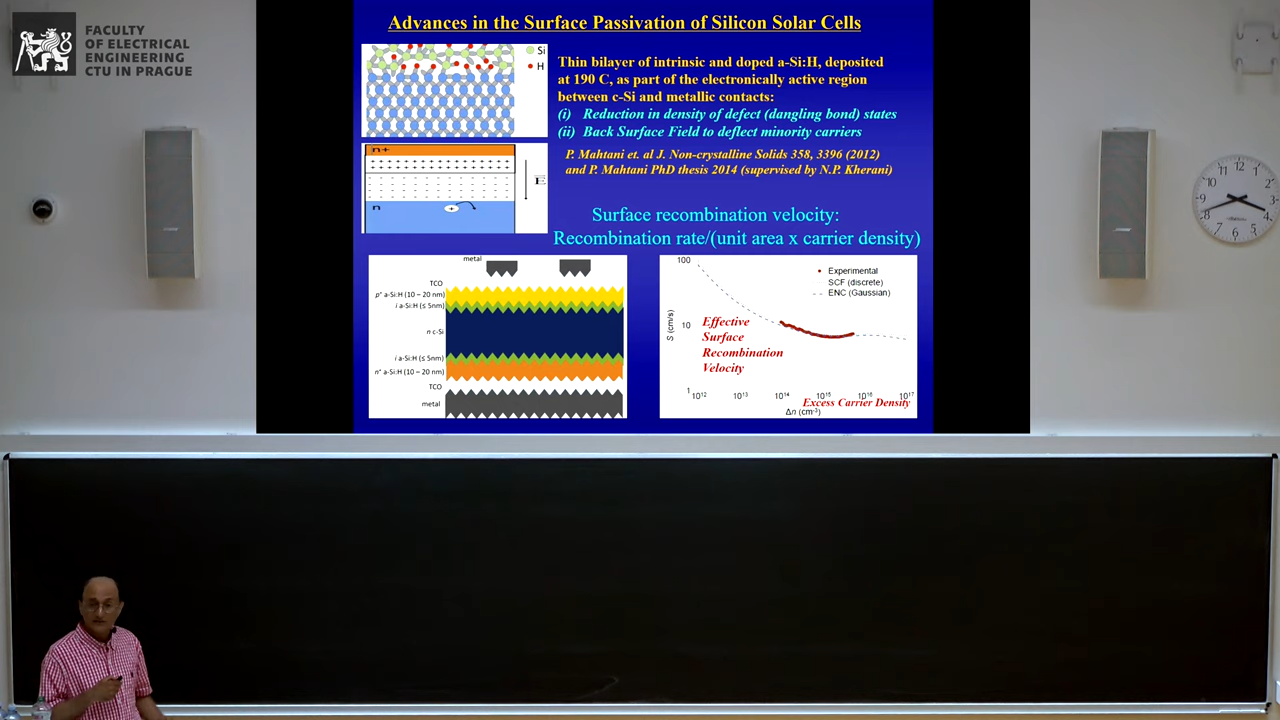 FACULTY
OF ELECTRICAL
ENGINEERING
CTU IN PRAGUE
Advances in the Surface Passivation of Silicon Solar Cells
Si
H
Thin bilayer of intrinsic and doped a-Si:H, deposited
at 190 C, as part of the electronically active region
between c-Si and metallic contacts:
(i) Reduction in density of defect (dangling bond) states
(ii) Back Surface Field to deflect minority carriers
P. Mahtani et. al J. Non-crystalline Solids 358, 3396 (2012)
and P. Mahtani PhD thesis 2014 (supervised by N.P. Kherani)
n+
E
n
+
Surface recombination velocity:
Recombination rate/(unit area x carrier density)
metal
TCO
p⁺ a-Si:H (10 – 20 nm)
i a-Si:H (≤ 5nm)
n c-Si
i a-Si:H (≤ 5nm)
n⁺ a-Si:H (10 – 20 nm)
TCO
metal
100
10
1
S (cm/s)
Experimental
SCF (discrete)
ENC (Gaussian)
Effective
Surface
Recombination
Velocity
10¹² 10¹³ 10¹⁴ 10¹⁵ 10¹⁶ 10¹⁷
Excess Carrier Density
Δn (cm⁻³)
12
1
2
3
4
5
6
7
8
9
10
11